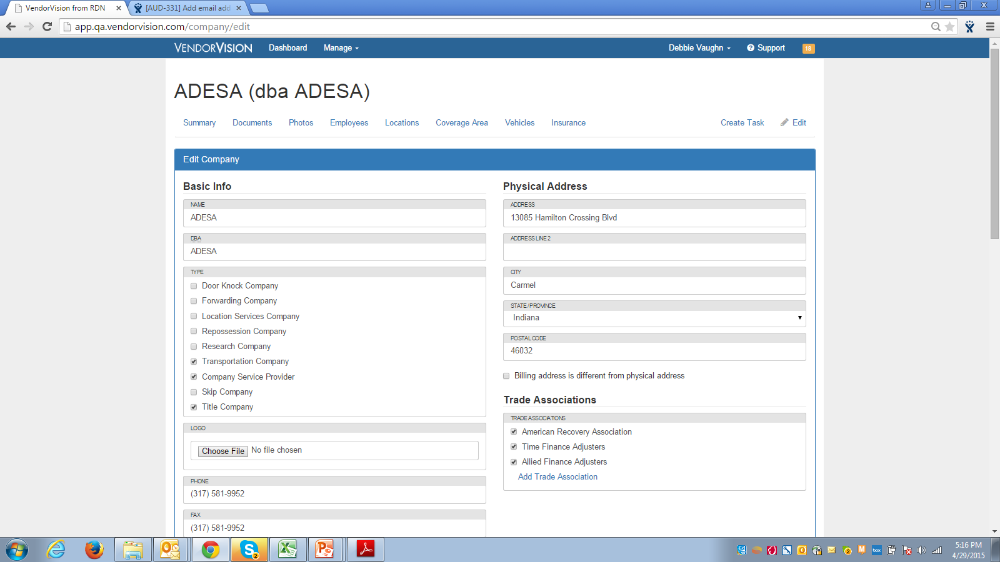 VendorVision from RDN
[AUD-331] Add email add
app.qa.vendorvision.com/company/edit
VENDORVISION Dashboard Manage Debbie Vaughn Support 18
ADESA (dba ADESA)
Summary Documents Photos Employees Locations Coverage Area Vehicles Insurance Create Task Edit
Edit Company
Basic Info
NAME
ADESA
DBA
ADESA
TYPE
Door Knock Company
Forwarding Company
Location Services Company
Repossession Company
Research Company
Transportation Company
Company Service Provider
Skip Company
Title Company
LOGO
Choose File No file chosen
PHONE
(317) 581-9952
FAX
(317) 581-9952
Physical Address
ADDRESS
13085 Hamilton Crossing Blvd
ADDRESS LINE 2
CITY
Carmel
STATE/PROVINCE
Indiana
POSTAL CODE
46032
Billing address is different from physical address
Trade Associations
TRADE ASSOCIATIONS
American Recovery Association
Time Finance Adjusters
Allied Finance Adjusters
Add Trade Association
5:16 PM
4/29/2015